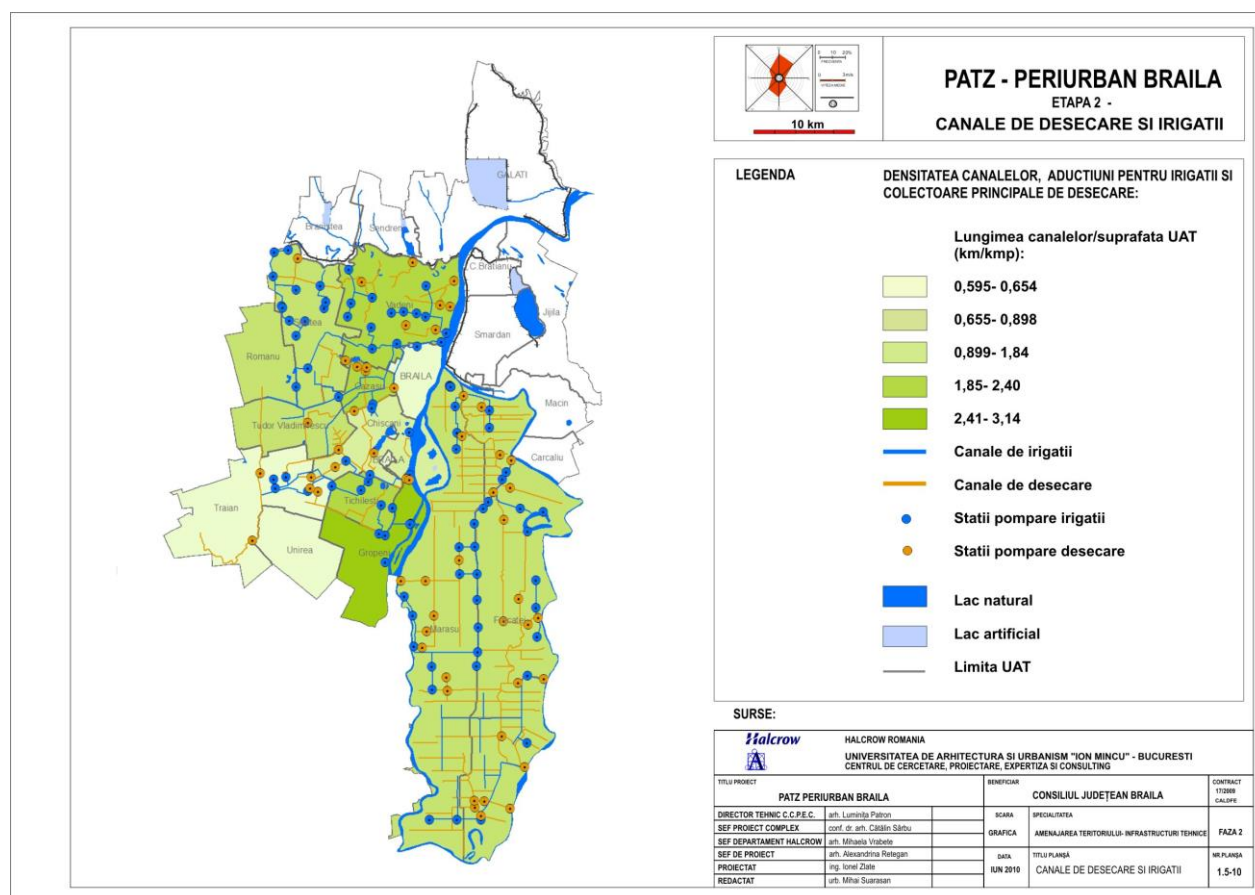 PATZ - PERIURBAN BRAILA
ETAPA 2 -
CANALE DE DESECARE SI IRIGATII
10 km
LEGENDA
DENSITATEA CANALELOR, ADUCTIUNI PENTRU IRIGATII SI
COLECTOARE PRINCIPALE DE DESECARE:
Lungimea canalelor/suprafata UAT
(km/kmp):
0,595- 0,654
0,655- 0,898
0,899- 1,84
1,85- 2,40
2,41- 3,14
Canale de irigatii
Canale de desecare
Statii pompare irigatii
Statii pompare desecare
Lac natural
Lac artificial
Limita UAT
GALATI
Sendreni
C.Bratianu
Jijila
Vadeni
Smardan
Romanu
BRAILA
Cazasu
Macin
Tudor Vladimirescu
Chiscani
BRAILA
Carcaliu
Traian
Tichilesti
Unirea
Gropeni
Marasu
Frecatei
SURSE:
Halcrow
HALCROW ROMANIA
UNIVERSITATEA DE ARHITECTURA SI URBANISM "ION MINCU" - BUCURESTI
CENTRUL DE CERCETARE, PROIECTARE, EXPERTIZA SI CONSULTING
TITLU PROIECT
PATZ PERIURBAN BRAILA
BENEFICIAR
CONSILIUL JUDEȚEAN BRAILA
CONTRACT
17/2009
CALDFE
DIRECTOR TEHNIC C.C.P.E.C. arh. Luminița Patron
SEF PROIECT COMPLEX conf. dr. arh. Cătălin Sârbu
SEF DEPARTAMENT HALCROW arh. Mihaela Vrabete
SEF DE PROIECT arh. Alexandrina Retegan
PROIECTAT ing. Ionel Zlate
REDACTAT urb. Mihai Suarasan
SCARA
GRAFICA
SPECIALITATEA
AMENAJAREA TERITORIULUI- INFRASTRUCTURI TEHNICE
FAZA 2
DATA
IUN 2010
TITLU PLANȘĂ
CANALE DE DESECARE SI IRIGATII
NR.PLANȘA
1.5-10